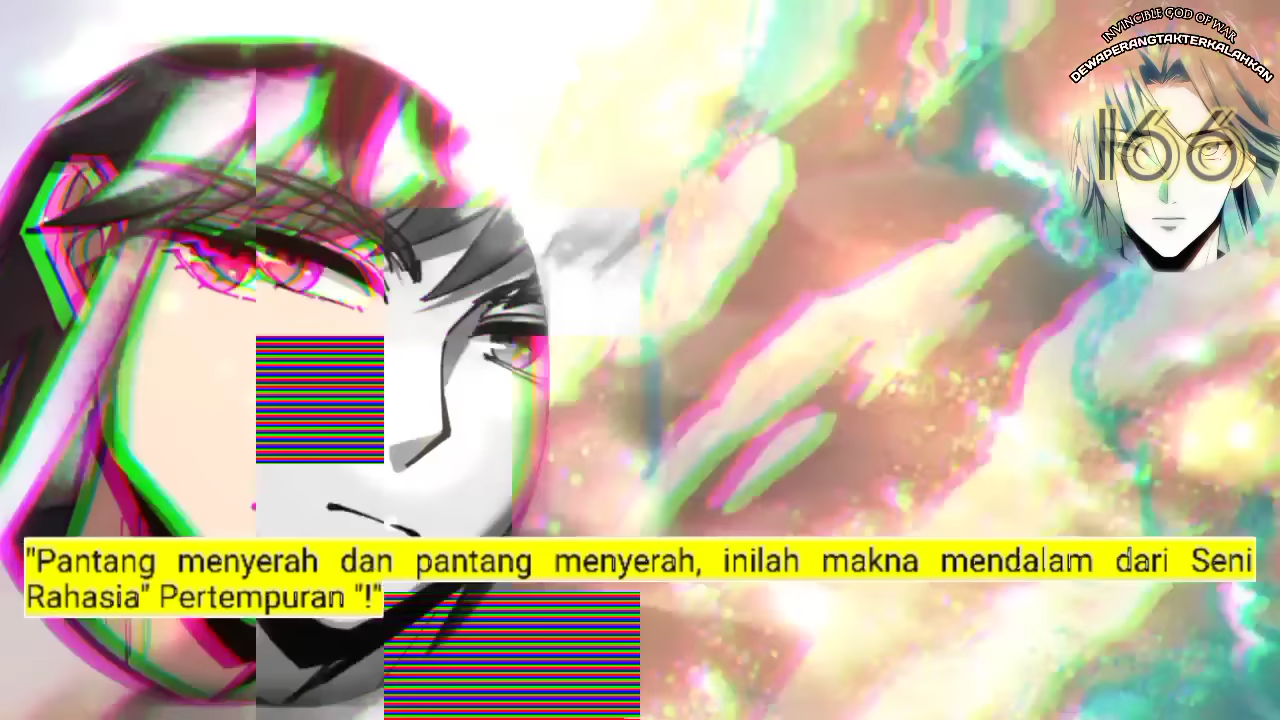 INVINCIBLE GOD OF WAR
DEWAPERANGTAKTERKALAHKAN
166
"Pantang menyerah dan pantang menyerah, inilah makna mendalam dari Seni
Rahasia" Pertempuran "!"